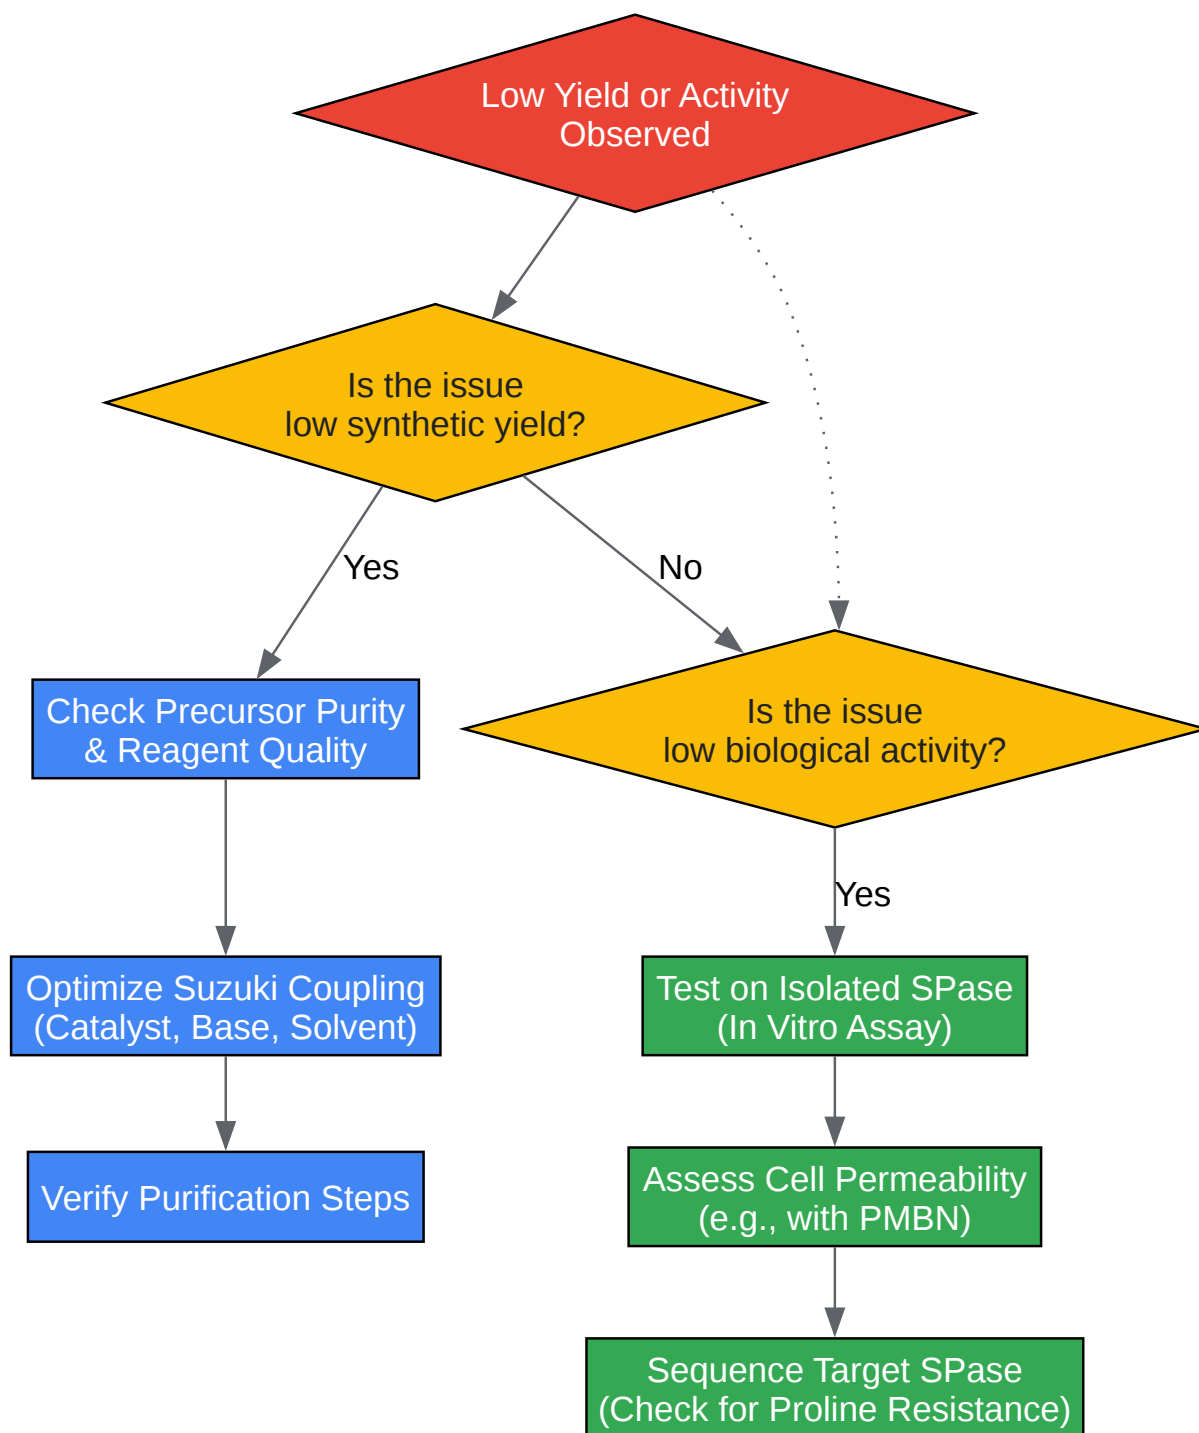 Low Yield or Activity
Observed
Is the issue
low synthetic yield?
Yes
No
Check Precursor Purity
& Reagent Quality
Is the issue
low biological activity?
Yes
Optimize Suzuki Coupling
(Catalyst, Base, Solvent)
Test on Isolated SPase
(In Vitro Assay)
Verify Purification Steps
Assess Cell Permeability
(e.g., with PMBN)
Sequence Target SPase
(Check for Proline Resistance)